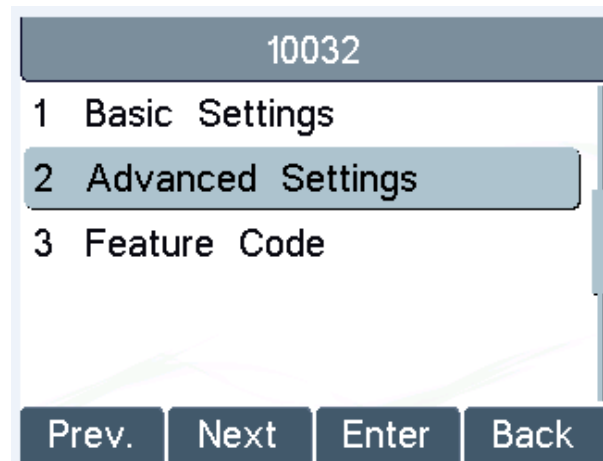 10032
1 Basic Settings
2 Advanced Settings
3 Feature Code
Prev. Next Enter Back